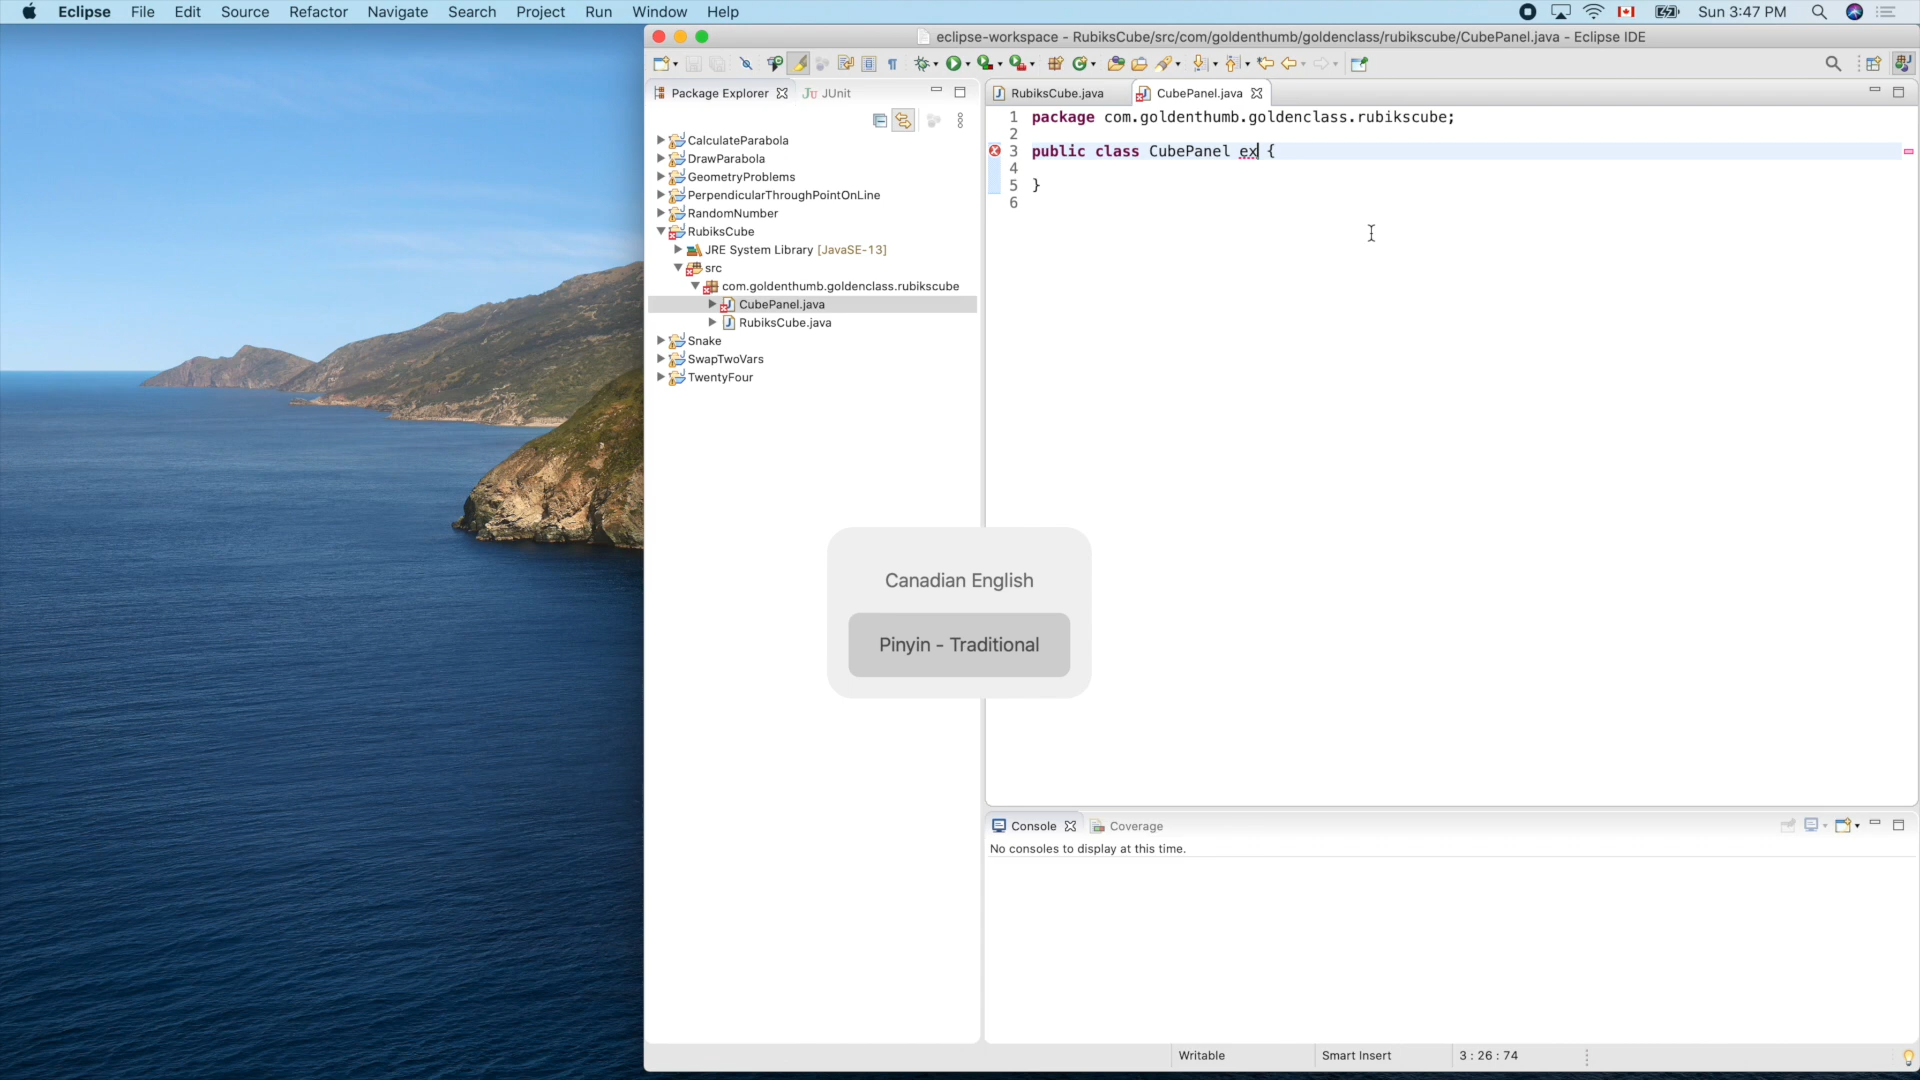 Eclipse File Edit Source Refactor Navigate Search Project Run Window Help Sun 3:47 PM
eclipse-workspace - RubiksCube/src/com/goldenthumb/goldenclass/rubikscube/CubePanel.java - Eclipse IDE
Package Explorer JUnit
CalculateParabola
DrawParabola
GeometryProblems
PerpendicularThroughPointOnLine
RandomNumber
RubiksCube
JRE System Library [JavaSE-13]
src
com.goldenthumb.goldenclass.rubikscube
CubePanel.java
RubiksCube.java
Snake
SwapTwoVars
TwentyFour
RubiksCube.java CubePanel.java
1 package com.goldenthumb.goldenclass.rubikscube;
2
3 public class CubePanel ex {
4
5 }
6
Canadian English
Pinyin - Traditional
Console Coverage
No consoles to display at this time.
Writable Smart Insert 3 : 26 : 74